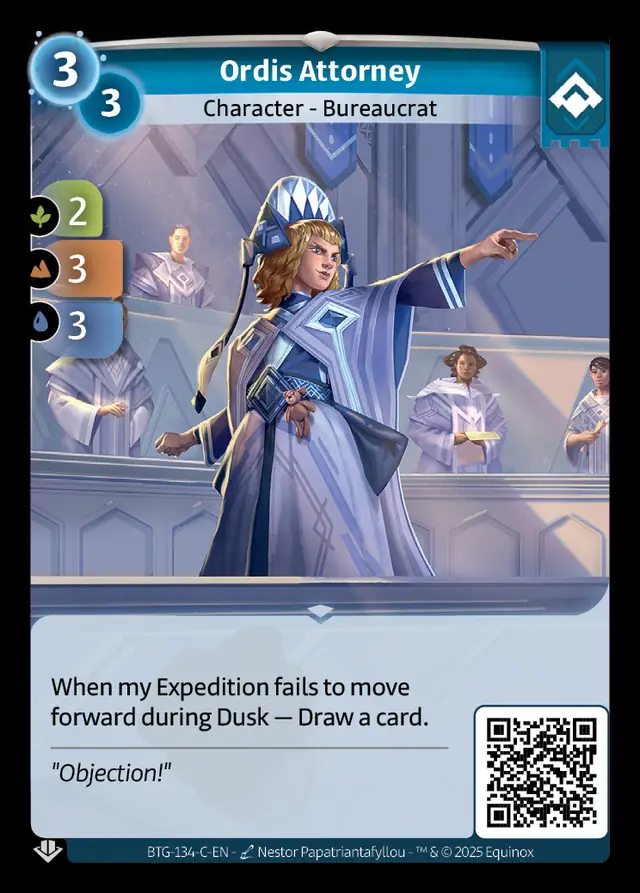 3
Ordis Attorney
3
Character - Bureaucrat
2
3
3
When my Expedition fails to move
forward during Dusk — Draw a card.
"Objection!"
BTG-134-C-EN - Nestor Papatriantafyllou - ™ & © 2025 Equinox